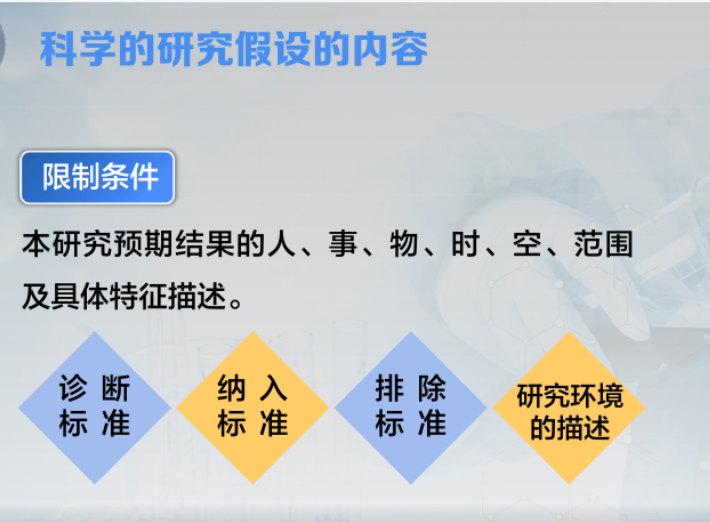 科学的研究假设的内容
限制条件
本研究预期结果的人、事、物、时、空、范围
及具体特征描述。
诊断
标准
纳入
标准
排除
标准
研究环境
的描述